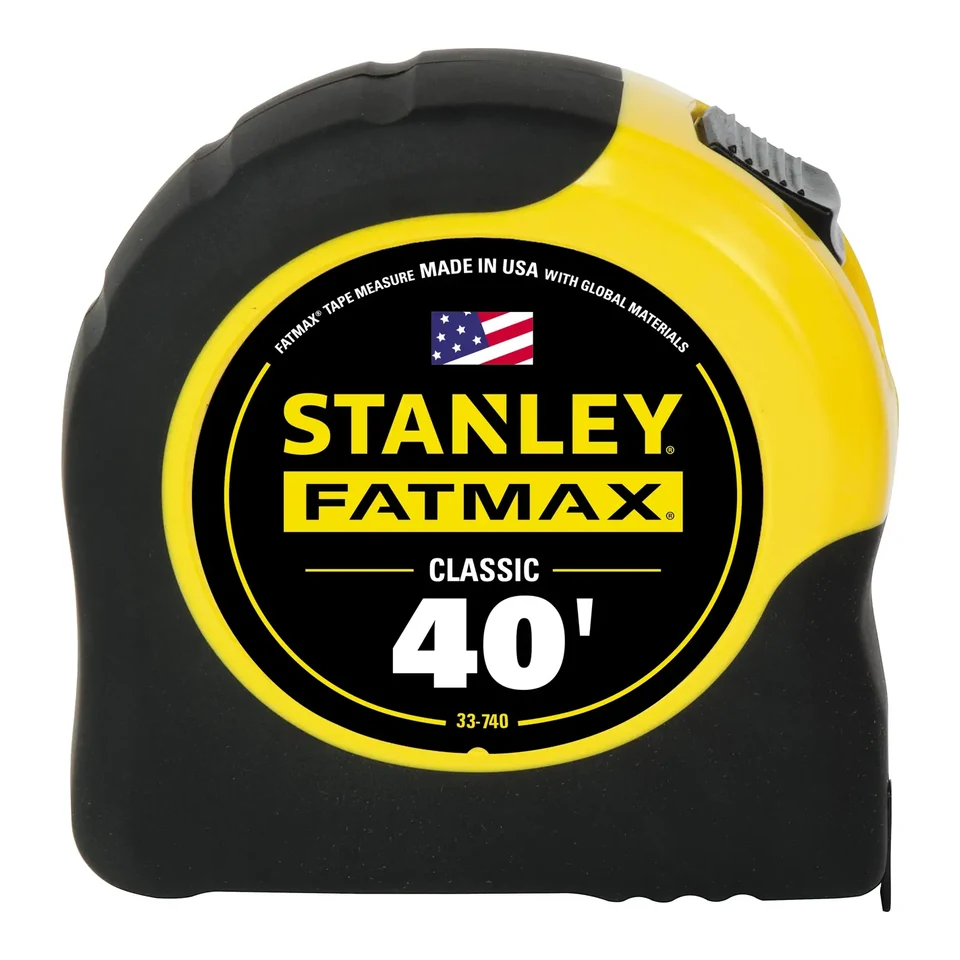 FATMAX® TAPE MEASURE MADE IN USA WITH GLOBAL MATERIALS
STANLEY®
FATMAX®
CLASSIC
40'
33-740